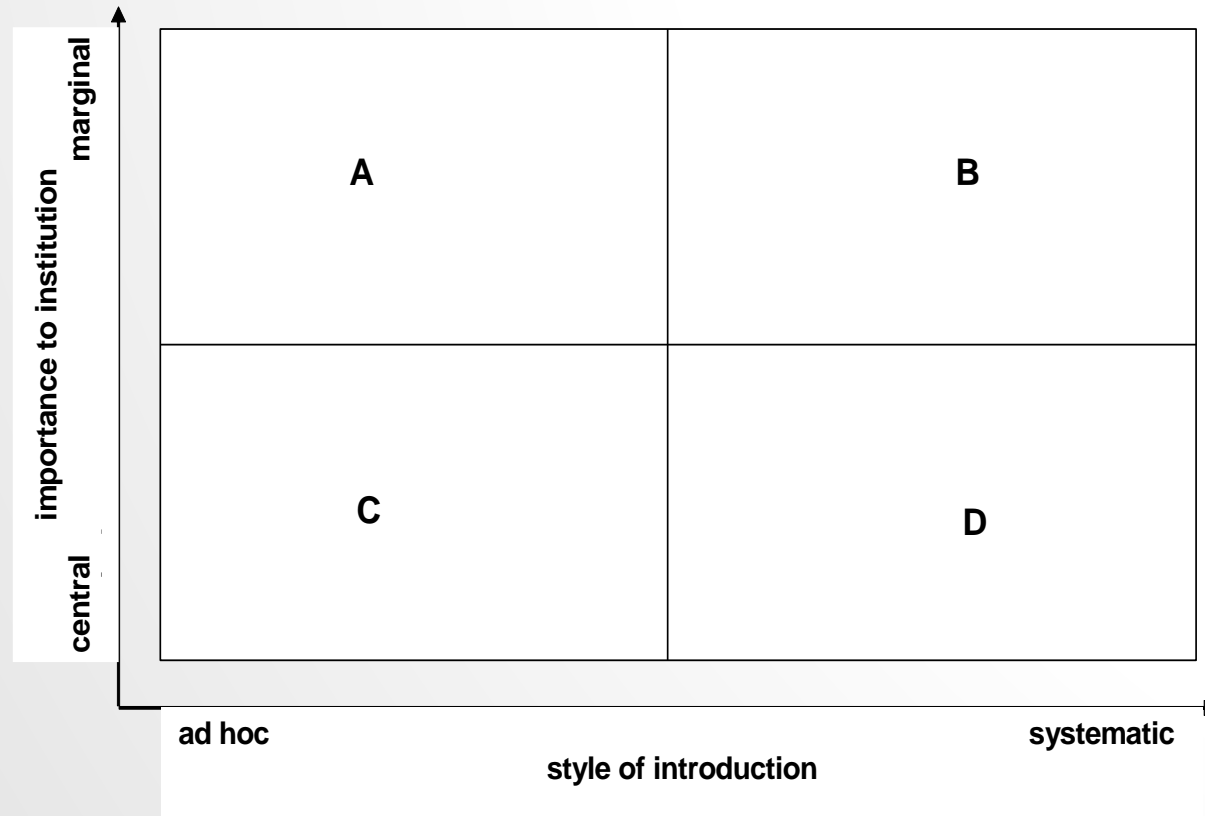 marginal
importance to institution
central
A
B
C
D
ad hoc
systematic
style of introduction